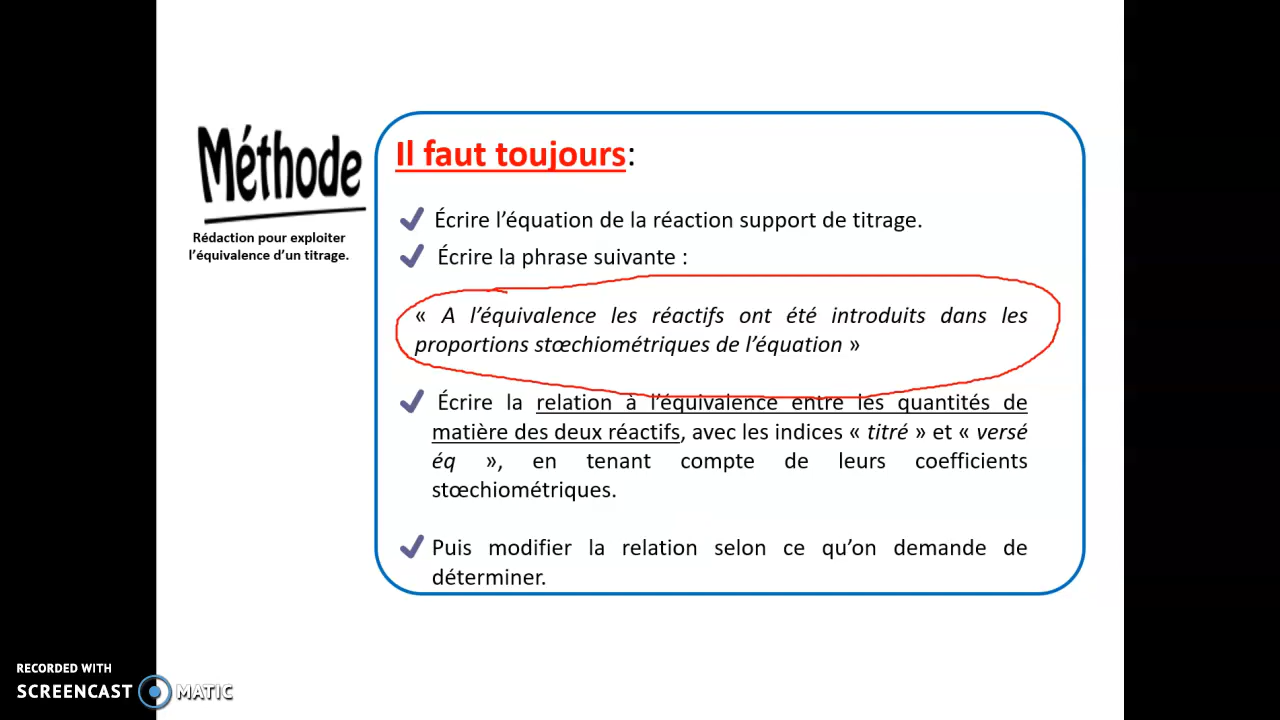 Méthode
Rédaction pour exploiter
l'équivalence d'un titrage.
Il faut toujours:
Écrire l'équation de la réaction support de titrage.
Écrire la phrase suivante :
« A l'équivalence les réactifs ont été introduits dans les
proportions stœchiométriques de l'équation »
Écrire la relation à l'équivalence entre les quantités de
matière des deux réactifs, avec les indices « titré » et « versé
éq », en tenant compte de leurs coefficients
stœchiométriques.
Puis modifier la relation selon ce qu'on demande de
déterminer.
RECORDED WITH
SCREENCAST MATIC